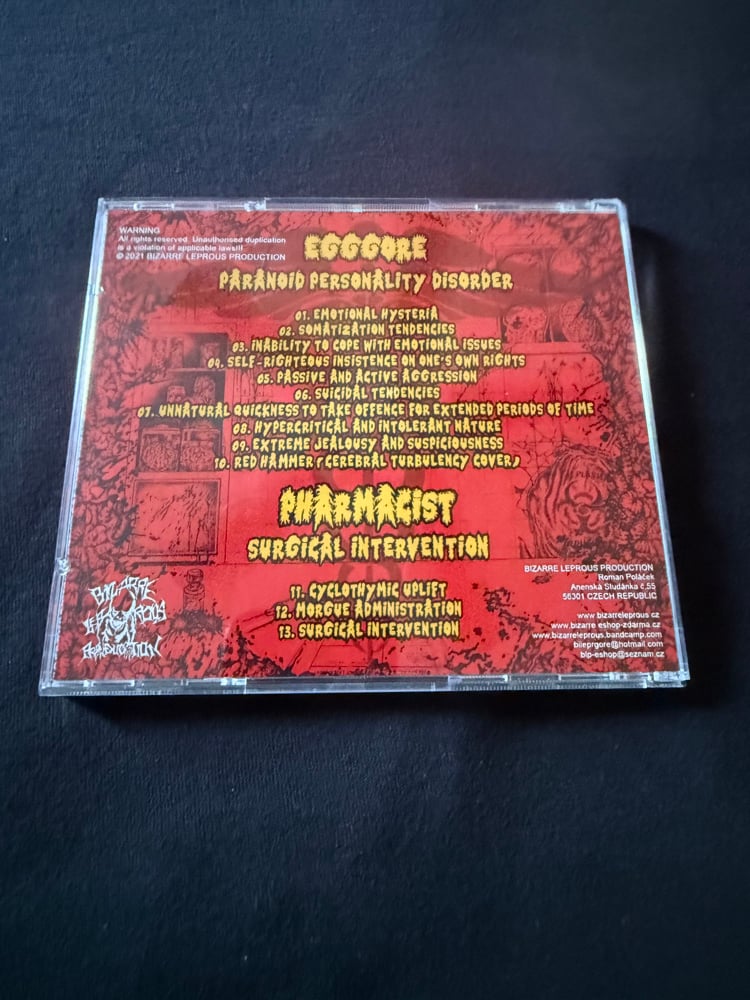 WARNING
All rights reserved. Unauthorised duplication
is a violation of applicable laws!!!
© 2021 BIZARRE LEPROUS PRODUCTION
EGGGORE
PARANOID PERSONALITY DISORDER
01. EMOTIONAL HYSTERIA
02. SOMATIZATION TENDENCIES
03. INABILITY TO COPE WITH EMOTIONAL ISSUES
04. SELF-RIGHTEOUS INSISTENCE ON ONE'S OWN RIGHTS
05. PASSIVE AND ACTIVE AGGRESSION
06. SUICIDAL TENDENCIES
07. UNNATURAL QUICKNESS TO TAKE OFFENCE FOR EXTENDED PERIODS OF TIME
08. HYPERCRITICAL AND INTOLERANT NATURE
09. EXTREME JEALOUSY AND SUSPICIOUSNESS
10. RED HAMMER (CEREBRAL TURBULENCY COVER)
PHARMACIST
SURGICAL INTERVENTION
11. CYCLOTHYMIC UPLIFT
12. MORGUE ADMINISTRATION
13. SURGICAL INTERVENTION
BIZARRE
LEPROUS
PRODUCTION
BIZARRE LEPROUS PRODUCTION
Roman Poláček
Anenská Studánka č.55
56301 CZECH REPUBLIC
www.bizarreleprous.cz
www.bizarre eshop-zdarma.cz
www.bizarreleprous.bandcamp.com
bileprgore@hotmail.com
blp-eshop@seznam.cz